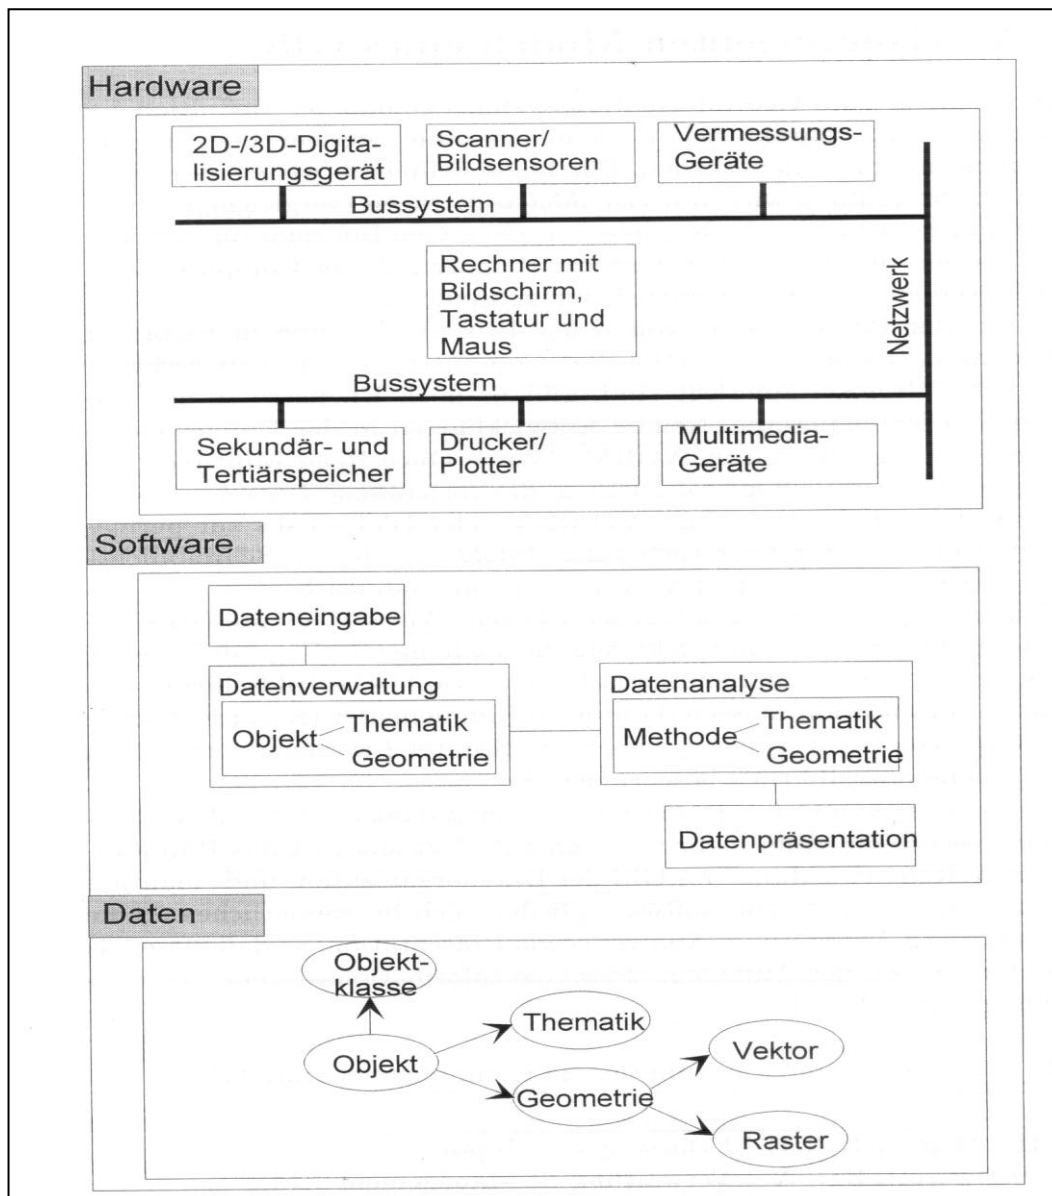 Hardware
2D-/3D-Digita-
lisierungsgerät
Scanner/
Bildsensoren
Vermessungs-
Geräte
Bussystem
Rechner mit
Bildschirm,
Tastatur und
Maus
Netzwerk
Bussystem
Sekundär- und
Tertiärspeicher
Drucker/
Plotter
Multimedia-
Geräte
Software
Dateneingabe
Datenverwaltung
Objekt
Thematik
Geometrie
Datenanalyse
Methode
Thematik
Geometrie
Datenpräsentation
Daten
Objekt-
klasse
Objekt
Thematik
Geometrie
Vektor
Raster